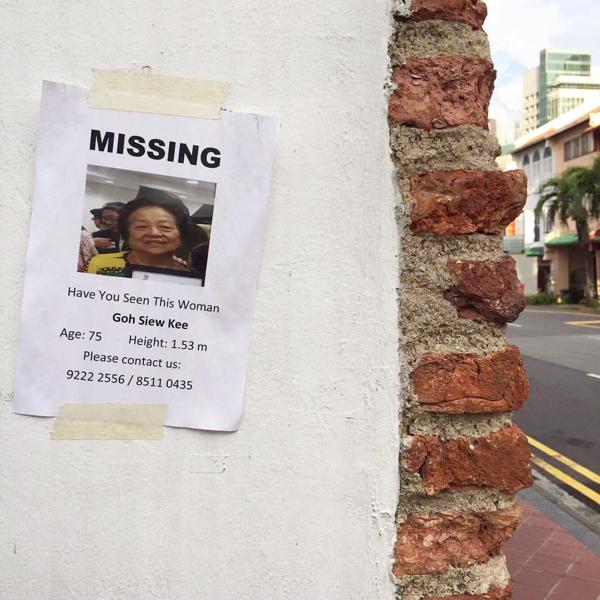 MISSING
Have You Seen This Woman
Goh Siew Kee
Age: 75 Height: 1.53 m
Please contact us:
9222 2556 / 8511 0435